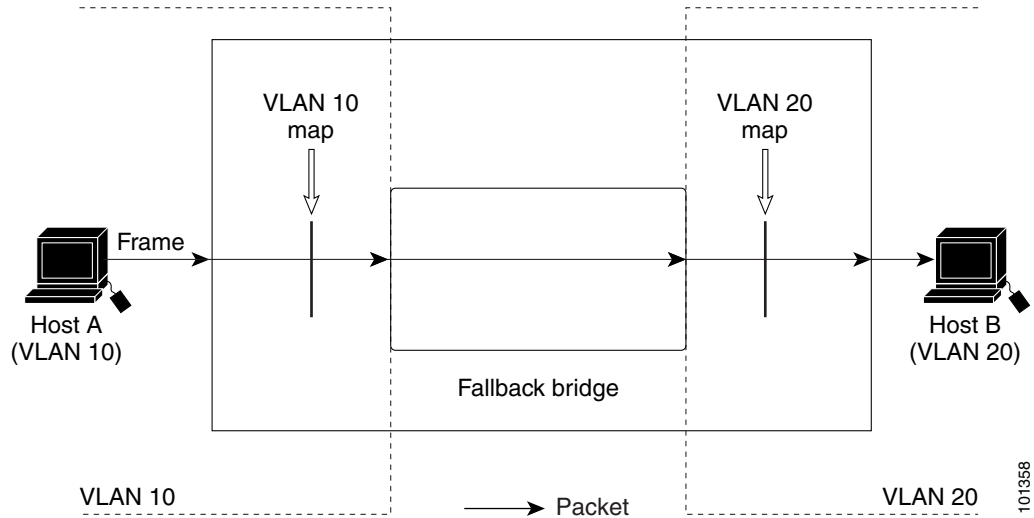 VLAN 10
map
VLAN 20
map
Frame
Host A
(VLAN 10)
Host B
(VLAN 20)
Fallback bridge
VLAN 10
Packet
VLAN 20
101358